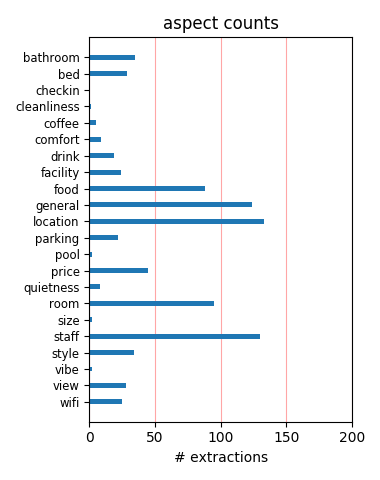 aspect counts
bathroom
bed
checkin
cleanliness
coffee
comfort
drink
facility
food
general
location
parking
pool
price
quietness
room
size
staff
style
vibe
view
wifi
0 50 100 150 200
# extractions